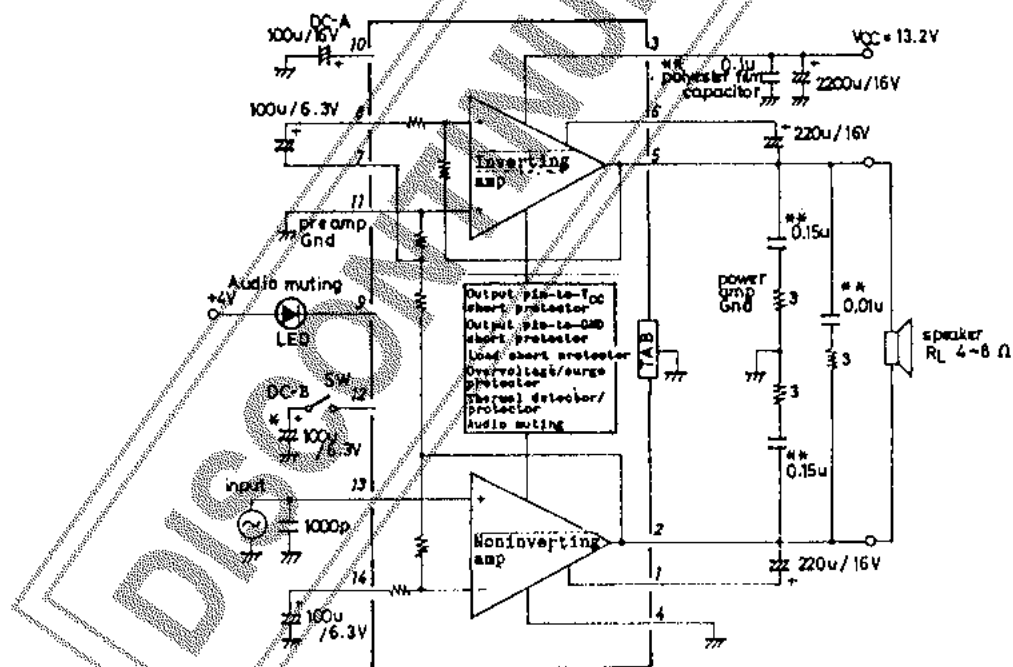 DC-A
100u/16V
10
3
VCC = 13.2V
** 0.1u
polyester film
capacitor
2200u/16V
100u/6.3V
8
6
220u/16V
7
5
Inverting
amp
11
preamp
Gnd
** 0.15u
Audio muting
+4V
9
LED
power
amp
Gnd
3
** 0.01u
3
speaker
RL 4~8 Ω
Output pin-to-VCC
short protector
Output pin-to-GND
short protector
Load short protector
Overvoltage/surge
protector
Thermal detector/
protector
Audio muting
TAB
DC-B
SW
12
* 100u
/6.3V
3
** 0.15u
input
13
1000p
Noninverting
amp
2
1
220u/16V
14
100u
/6.3V
4
DISCONTINUED